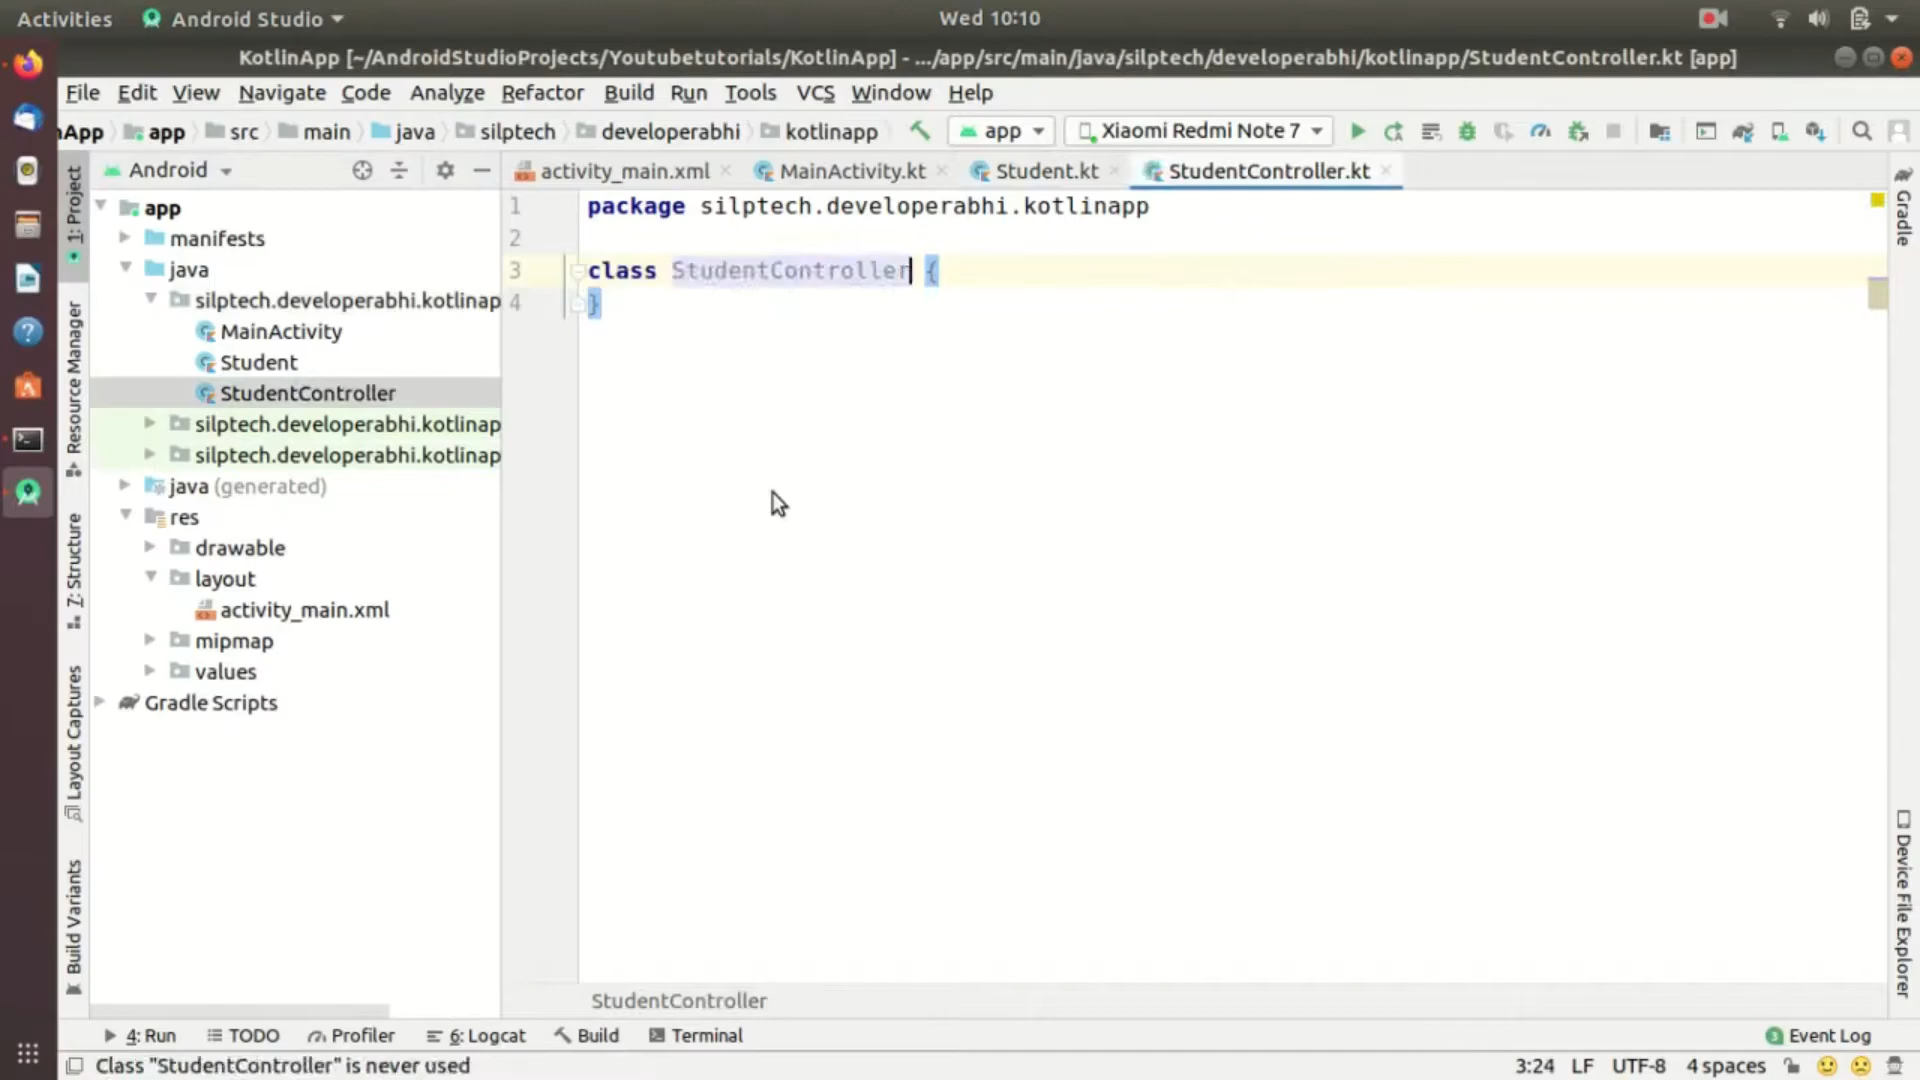 Activities Android Studio Wed 10:10
KotlinApp [~/AndroidStudioProjects/Youtubetutorials/KotlinApp] - .../app/src/main/java/silptech/developerabhi/kotlinapp/StudentController.kt [app]
File Edit View Navigate Code Analyze Refactor Build Run Tools VCS Window Help
nApp app src main java silptech developerabhi kotlinapp app Xiaomi Redmi Note 7
Android activity_main.xml MainActivity.kt Student.kt StudentController.kt
1 package silptech.developerabhi.kotlinapp
2
3 class StudentController {
4 }
app
manifests
java
silptech.developerabhi.kotlinap
MainActivity
Student
StudentController
silptech.developerabhi.kotlinap
silptech.developerabhi.kotlinap
java (generated)
res
drawable
layout
activity_main.xml
mipmap
values
Gradle Scripts
1: Project
Resource Manager
Z: Structure
Layout Captures
Build Variants
Gradle
Device File Explorer
StudentController
4: Run TODO Profiler 6: Logcat Build Terminal 3 Event Log
Class "StudentController" is never used 3:24 LF UTF-8 4 spaces